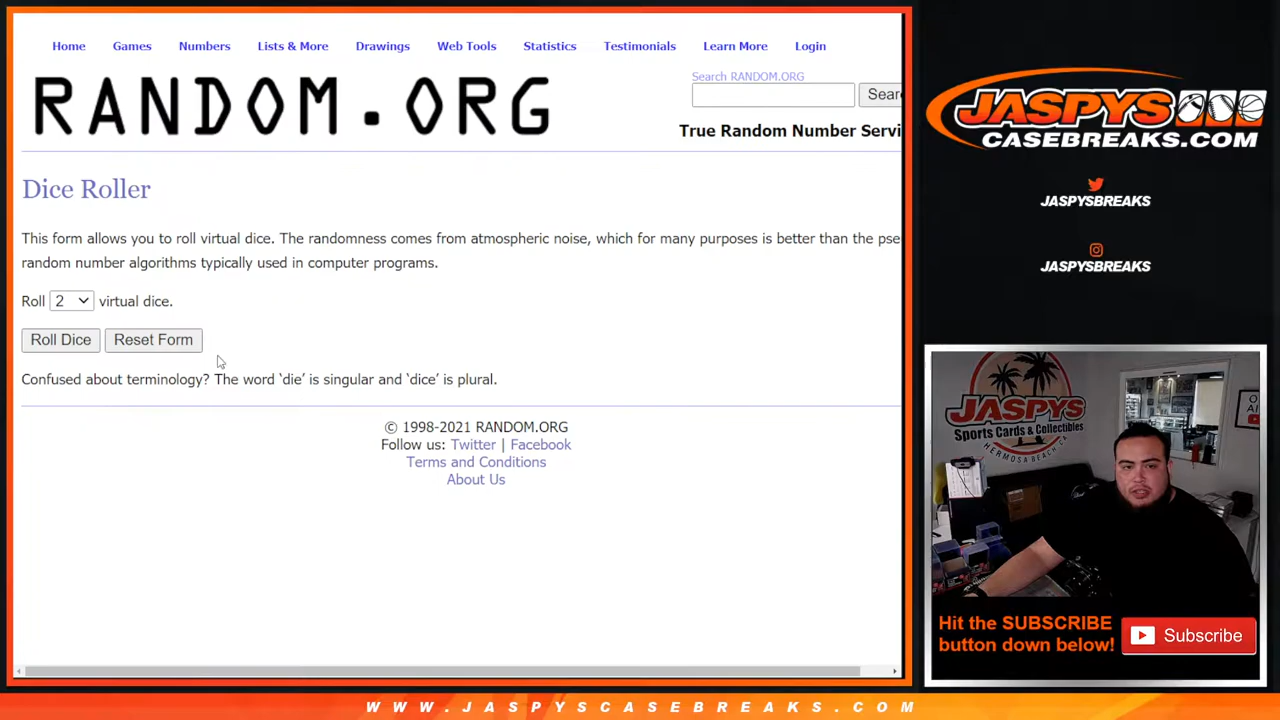 Home Games Numbers Lists & More Drawings Web Tools Statistics Testimonials Learn More Login
RANDOM.ORG
Search RANDOM.ORG
Sear
True Random Number Servi
Dice Roller
This form allows you to roll virtual dice. The randomness comes from atmospheric noise, which for many purposes is better than the pse
random number algorithms typically used in computer programs.
Roll 2 virtual dice.
Roll Dice Reset Form
Confused about terminology? The word ‘die’ is singular and ‘dice’ is plural.
© 1998-2021 RANDOM.ORG
Follow us: Twitter | Facebook
Terms and Conditions
About Us
JASPYS
CASEBREAKS.COM
JASPYSBREAKS
JASPYSBREAKS
JASPYS
Sports Cards & Collectibles
HERMOSA BEACH, CA
Hit the SUBSCRIBE
button down below!
Subscribe
WWW.JASPYSCASEBREAKS.COM